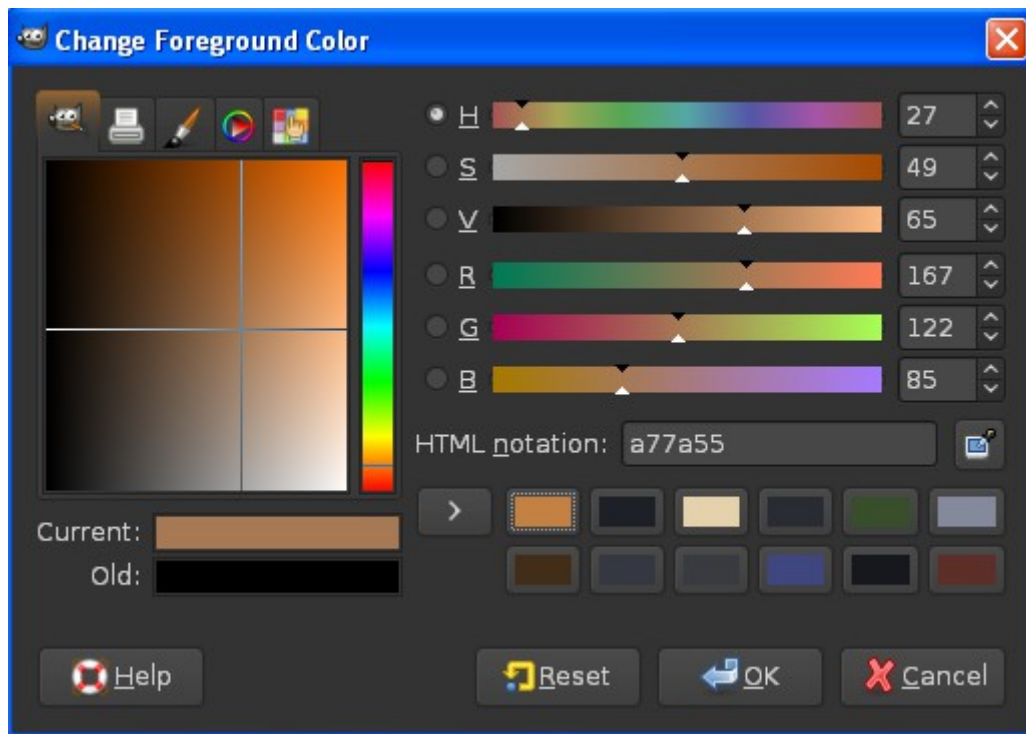 Change Foreground Color
H 27
S 49
V 65
R 167
G 122
B 85
HTML notation: a77a55
Current:
Old:
Help
Reset
OK
Cancel